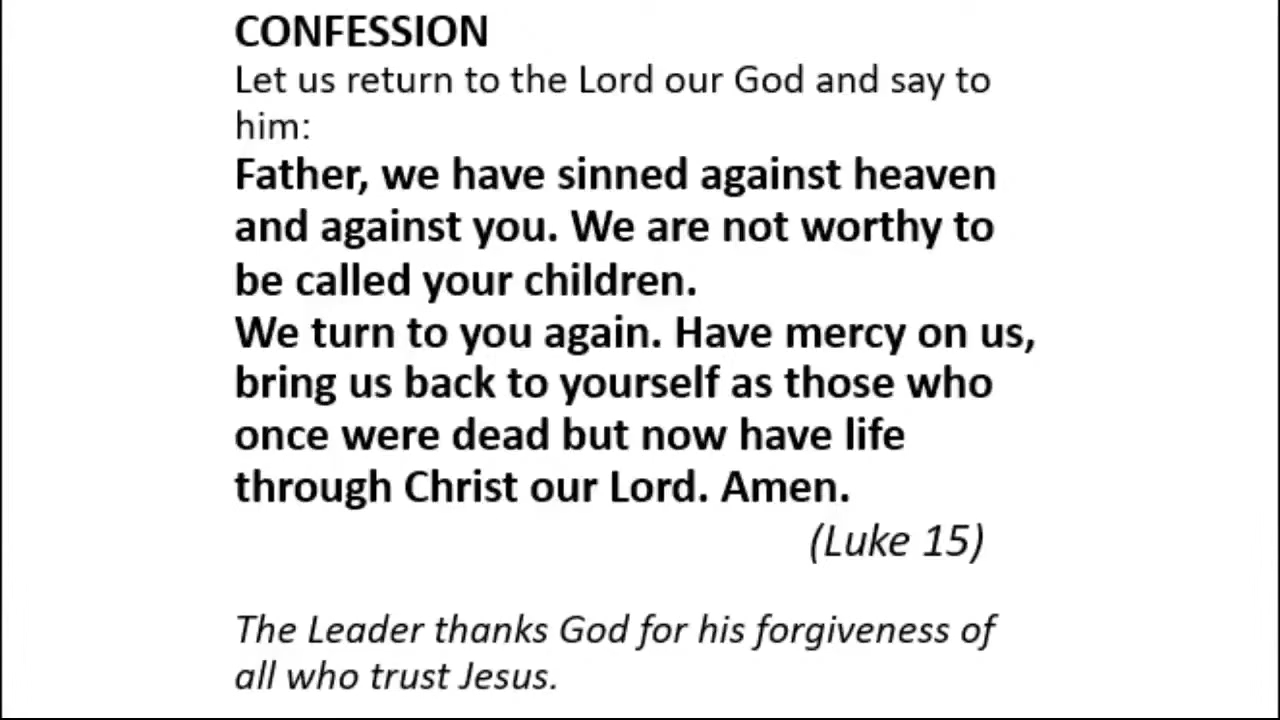 CONFESSION
Let us return to the Lord our God and say to
him:
Father, we have sinned against heaven
and against you. We are not worthy to
be called your children.
We turn to you again. Have mercy on us,
bring us back to yourself as those who
once were dead but now have life
through Christ our Lord. Amen.
(Luke 15)
The Leader thanks God for his forgiveness of
all who trust Jesus.